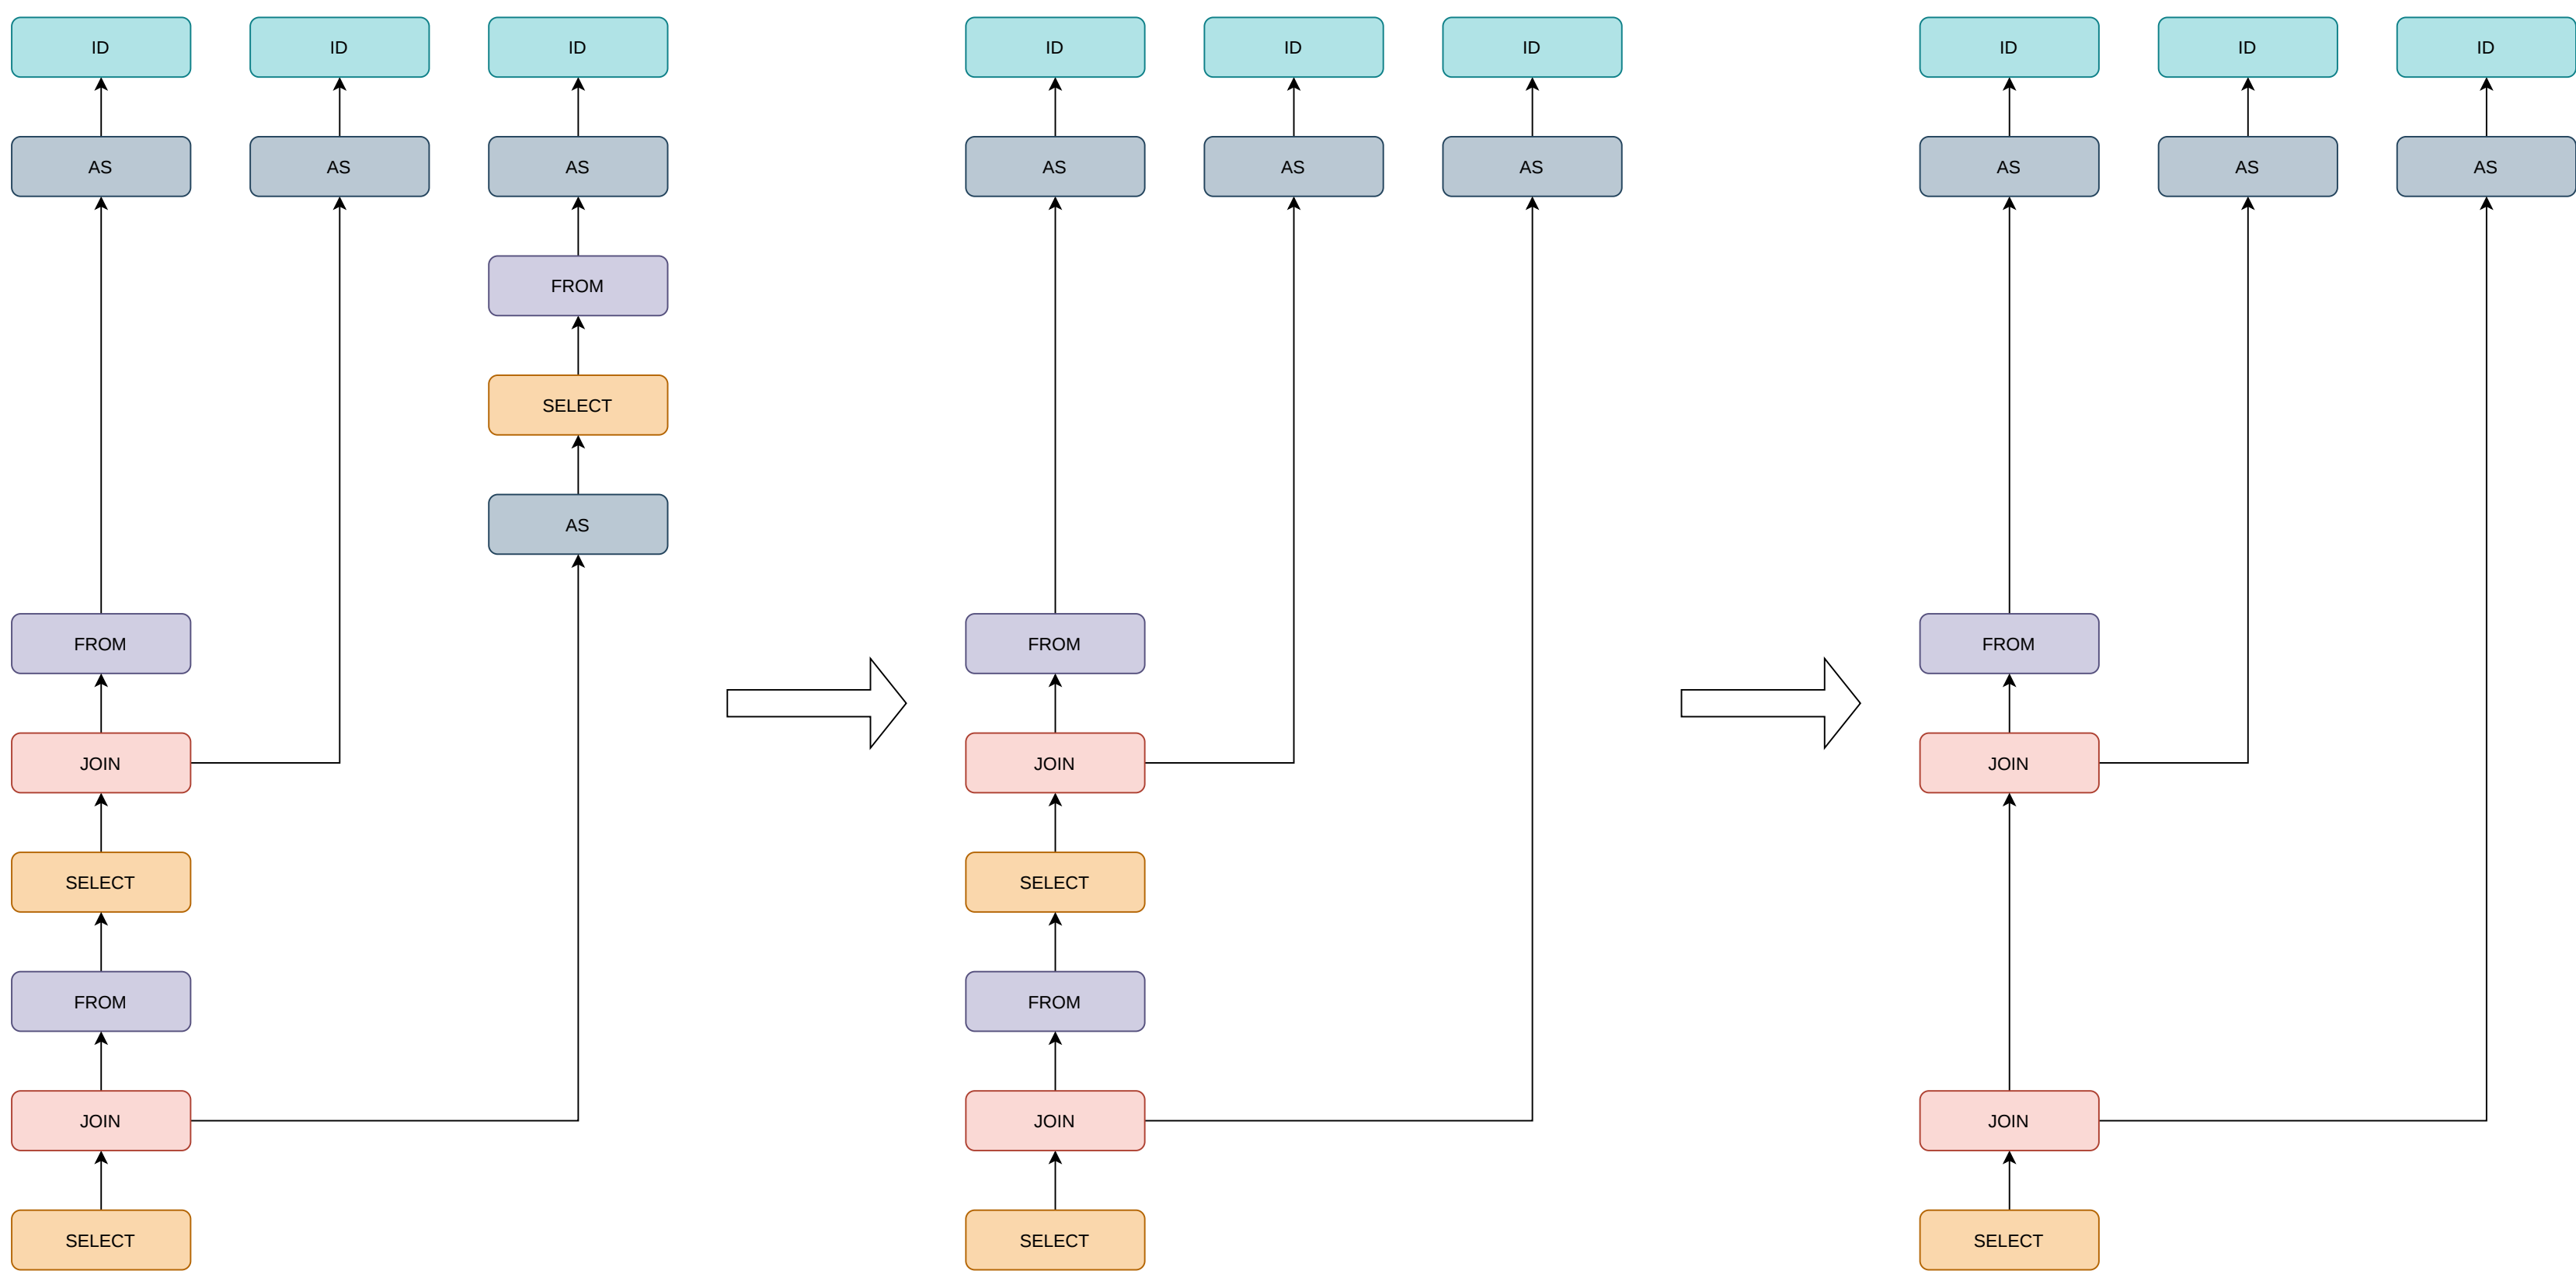 ID ID ID ID ID ID ID ID ID
AS AS AS AS AS AS AS AS AS
FROM
SELECT
AS
FROM FROM FROM
JOIN JOIN JOIN
SELECT SELECT
FROM FROM
JOIN JOIN JOIN
SELECT SELECT SELECT